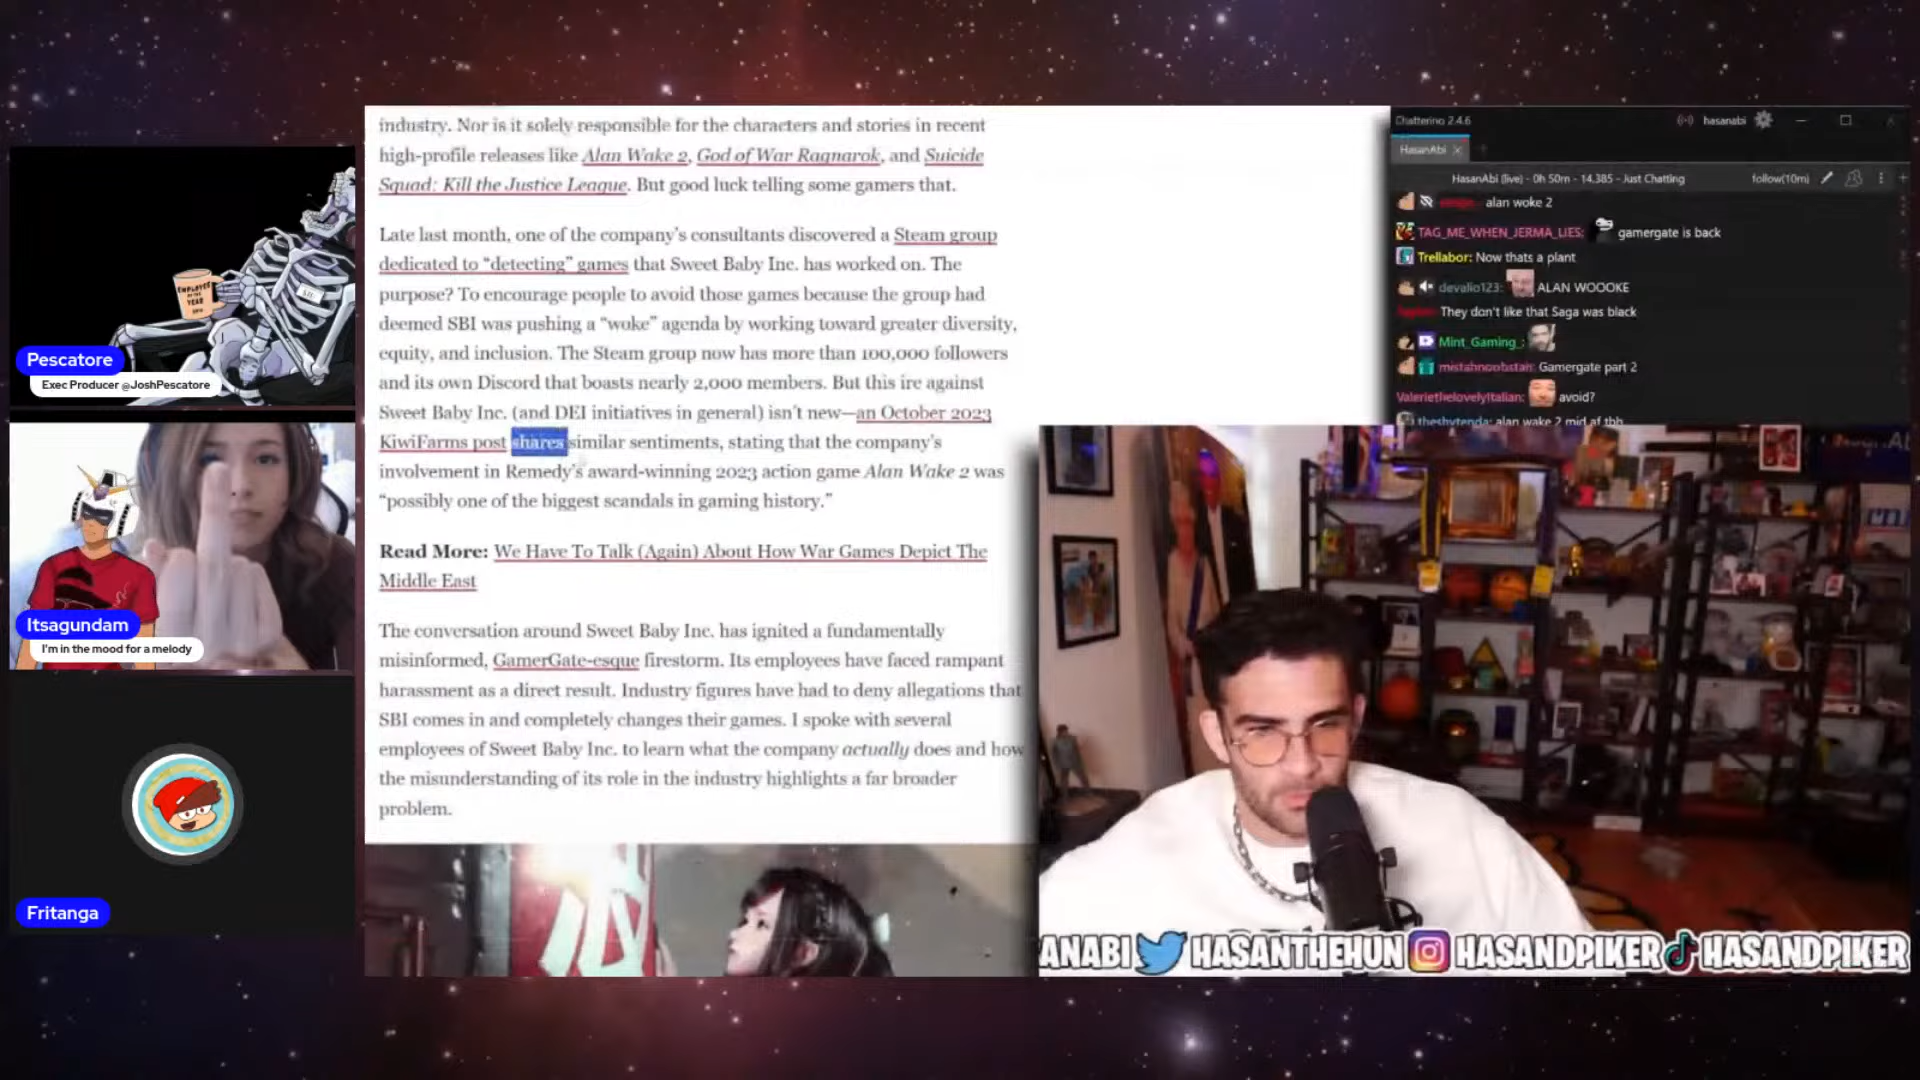 industry. Nor is it solely responsible for the characters and stories in recent
high-profile releases like Alan Wake 2, God of War Ragnarok, and Suicide
Squad: Kill the Justice League. But good luck telling some gamers that.
Late last month, one of the company's consultants discovered a Steam group
dedicated to “detecting” games that Sweet Baby Inc. has worked on. The
purpose? To encourage people to avoid those games because the group had
deemed SBI was pushing a “woke” agenda by working toward greater diversity,
equity, and inclusion. The Steam group now has more than 100,000 followers
and its own Discord that boasts nearly 2,000 members. But this ire against
Sweet Baby Inc. (and DEI initiatives in general) isn't new—an October 2023
KiwiFarms post shares similar sentiments, stating that the company's
involvement in Remedy's award-winning 2023 action game Alan Wake 2 was
“possibly one of the biggest scandals in gaming history.”
Read More: We Have To Talk (Again) About How War Games Depict The
Middle East
The conversation around Sweet Baby Inc. has ignited a fundamentally
misinformed, GamerGate-esque firestorm. Its employees have faced rampant
harassment as a direct result. Industry figures have had to deny allegations that
SBI comes in and completely changes their games. I spoke with several
employees of Sweet Baby Inc. to learn what the company actually does and how
the misunderstanding of its role in the industry highlights a far broader
problem.
Chatterino 2.4.6
hasanabi
HasanAbi
HasanAbi (live) - 0h 50m - 14.385 - Just Chatting
follow(10m)
alan woke 2
TAG_ME_WHEN_JERMA_LIES: gamergate is back
Trellabor: Now thats a plant
devalio123: ALAN WOOOKE
They don't like that Saga was black
Mint_Gaming_:
mistahnoobstah: Gamergate part 2
ValeriethelovelyItalian: avoid?
theshytenda: alan wake 2 mid af tbh
EMPLOYEE
OF THE
YEAR
Pescatore
Exec Producer @JoshPescatore
Itsagundam
I'm in the mood for a melody
Fritanga
ANABI HASANTHEHUN HASANDPIKER HASANDPIKER